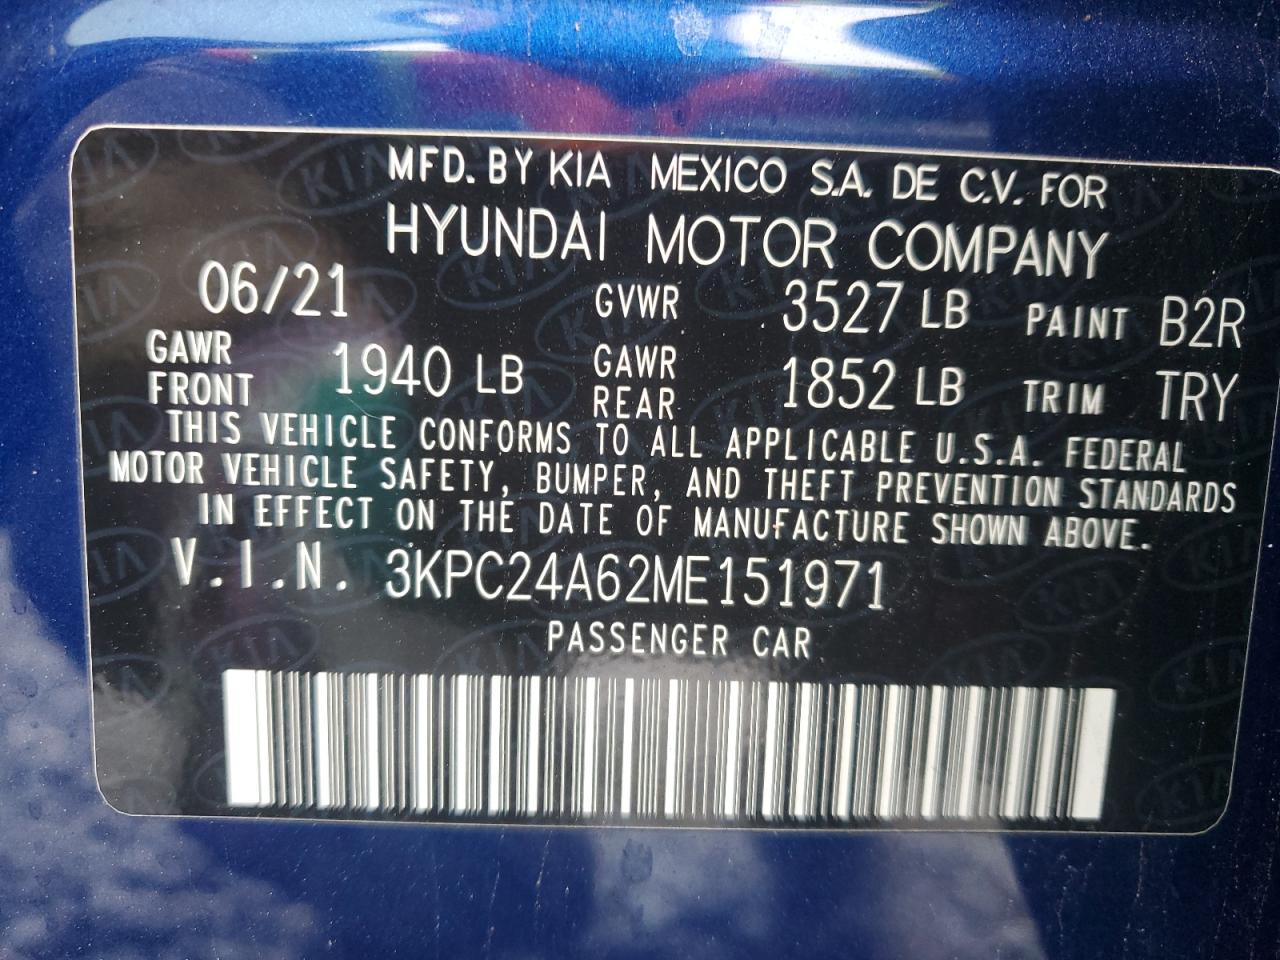 MFD. BY KIA MEXICO S.A. DE C.V. FOR
HYUNDAI MOTOR COMPANY
06/21 GVWR 3527 LB PAINT B2R
GAWR FRONT 1940 LB GAWR REAR 1852 LB TRIM TRY
THIS VEHICLE CONFORMS TO ALL APPLICABLE U.S.A. FEDERAL
MOTOR VEHICLE SAFETY, BUMPER, AND THEFT PREVENTION STANDARDS
IN EFFECT ON THE DATE OF MANUFACTURE SHOWN ABOVE.
V.I.N. 3KPC24A62ME151971
PASSENGER CAR